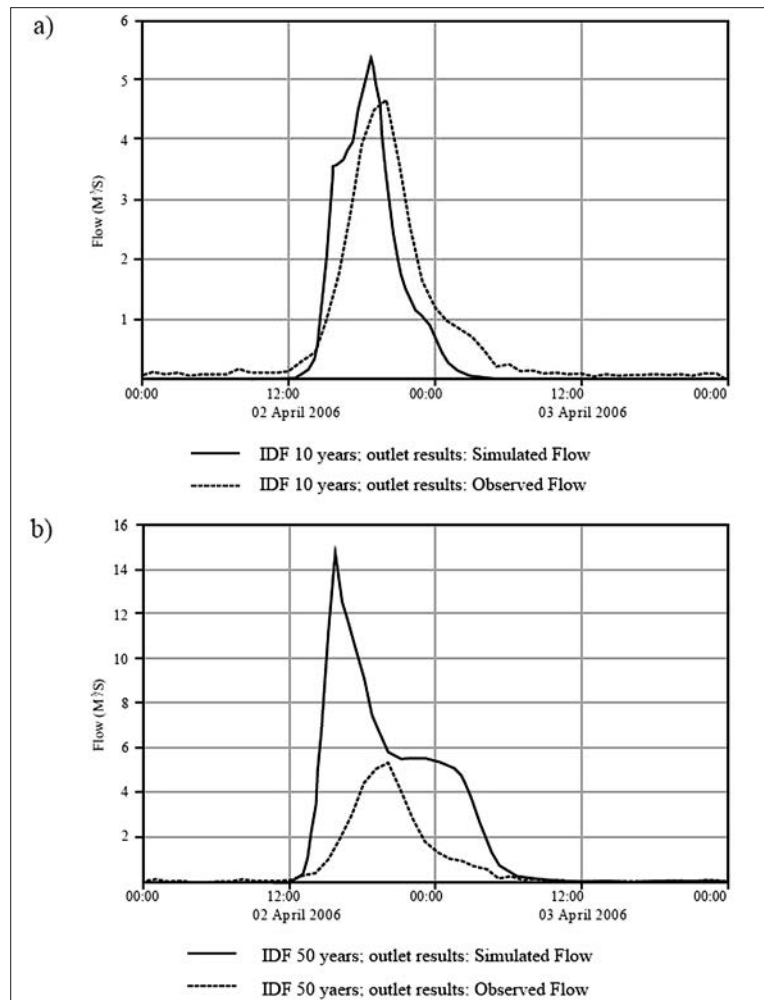 a)
6
5
4
3
2
1
Flow (M³/S)
00:00 12:00 00:00 12:00 00:00
02 April 2006 03 April 2006
IDF 10 years; outlet results: Simulated Flow
IDF 10 years; outlet results: Observed Flow
b)
16
14
12
10
8
6
4
2
Flow (M³/S)
00:00 12:00 00:00 12:00 00:00
02 April 2006 03 April 2006
IDF 50 years; outlet results: Simulated Flow
IDF 50 yaers; outlet results: Observed Flow